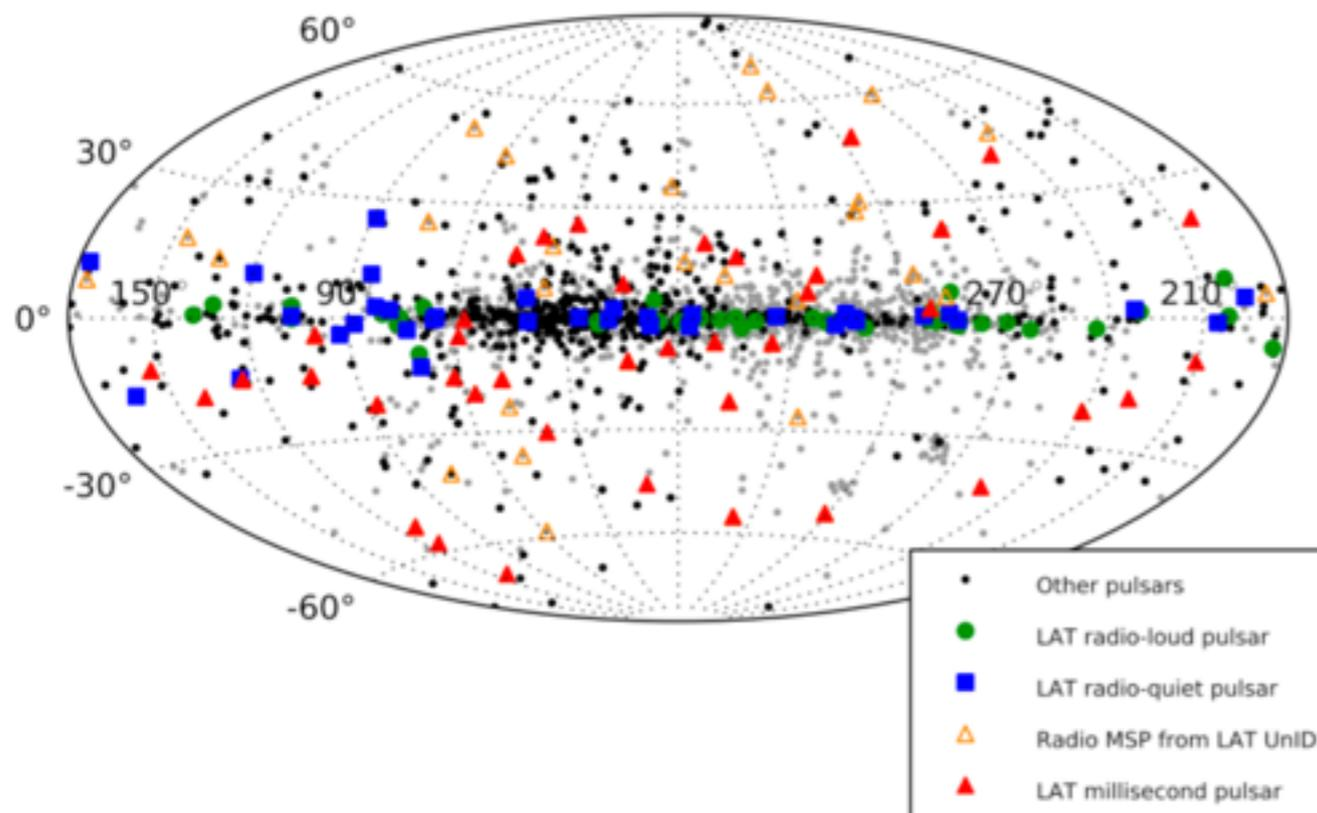 60°
30°
150° 90° 270° 210°
0°
-30°
-60°
Other pulsars
LAT radio-loud pulsar
LAT radio-quiet pulsar
Radio MSP from LAT UnID
LAT millisecond pulsar